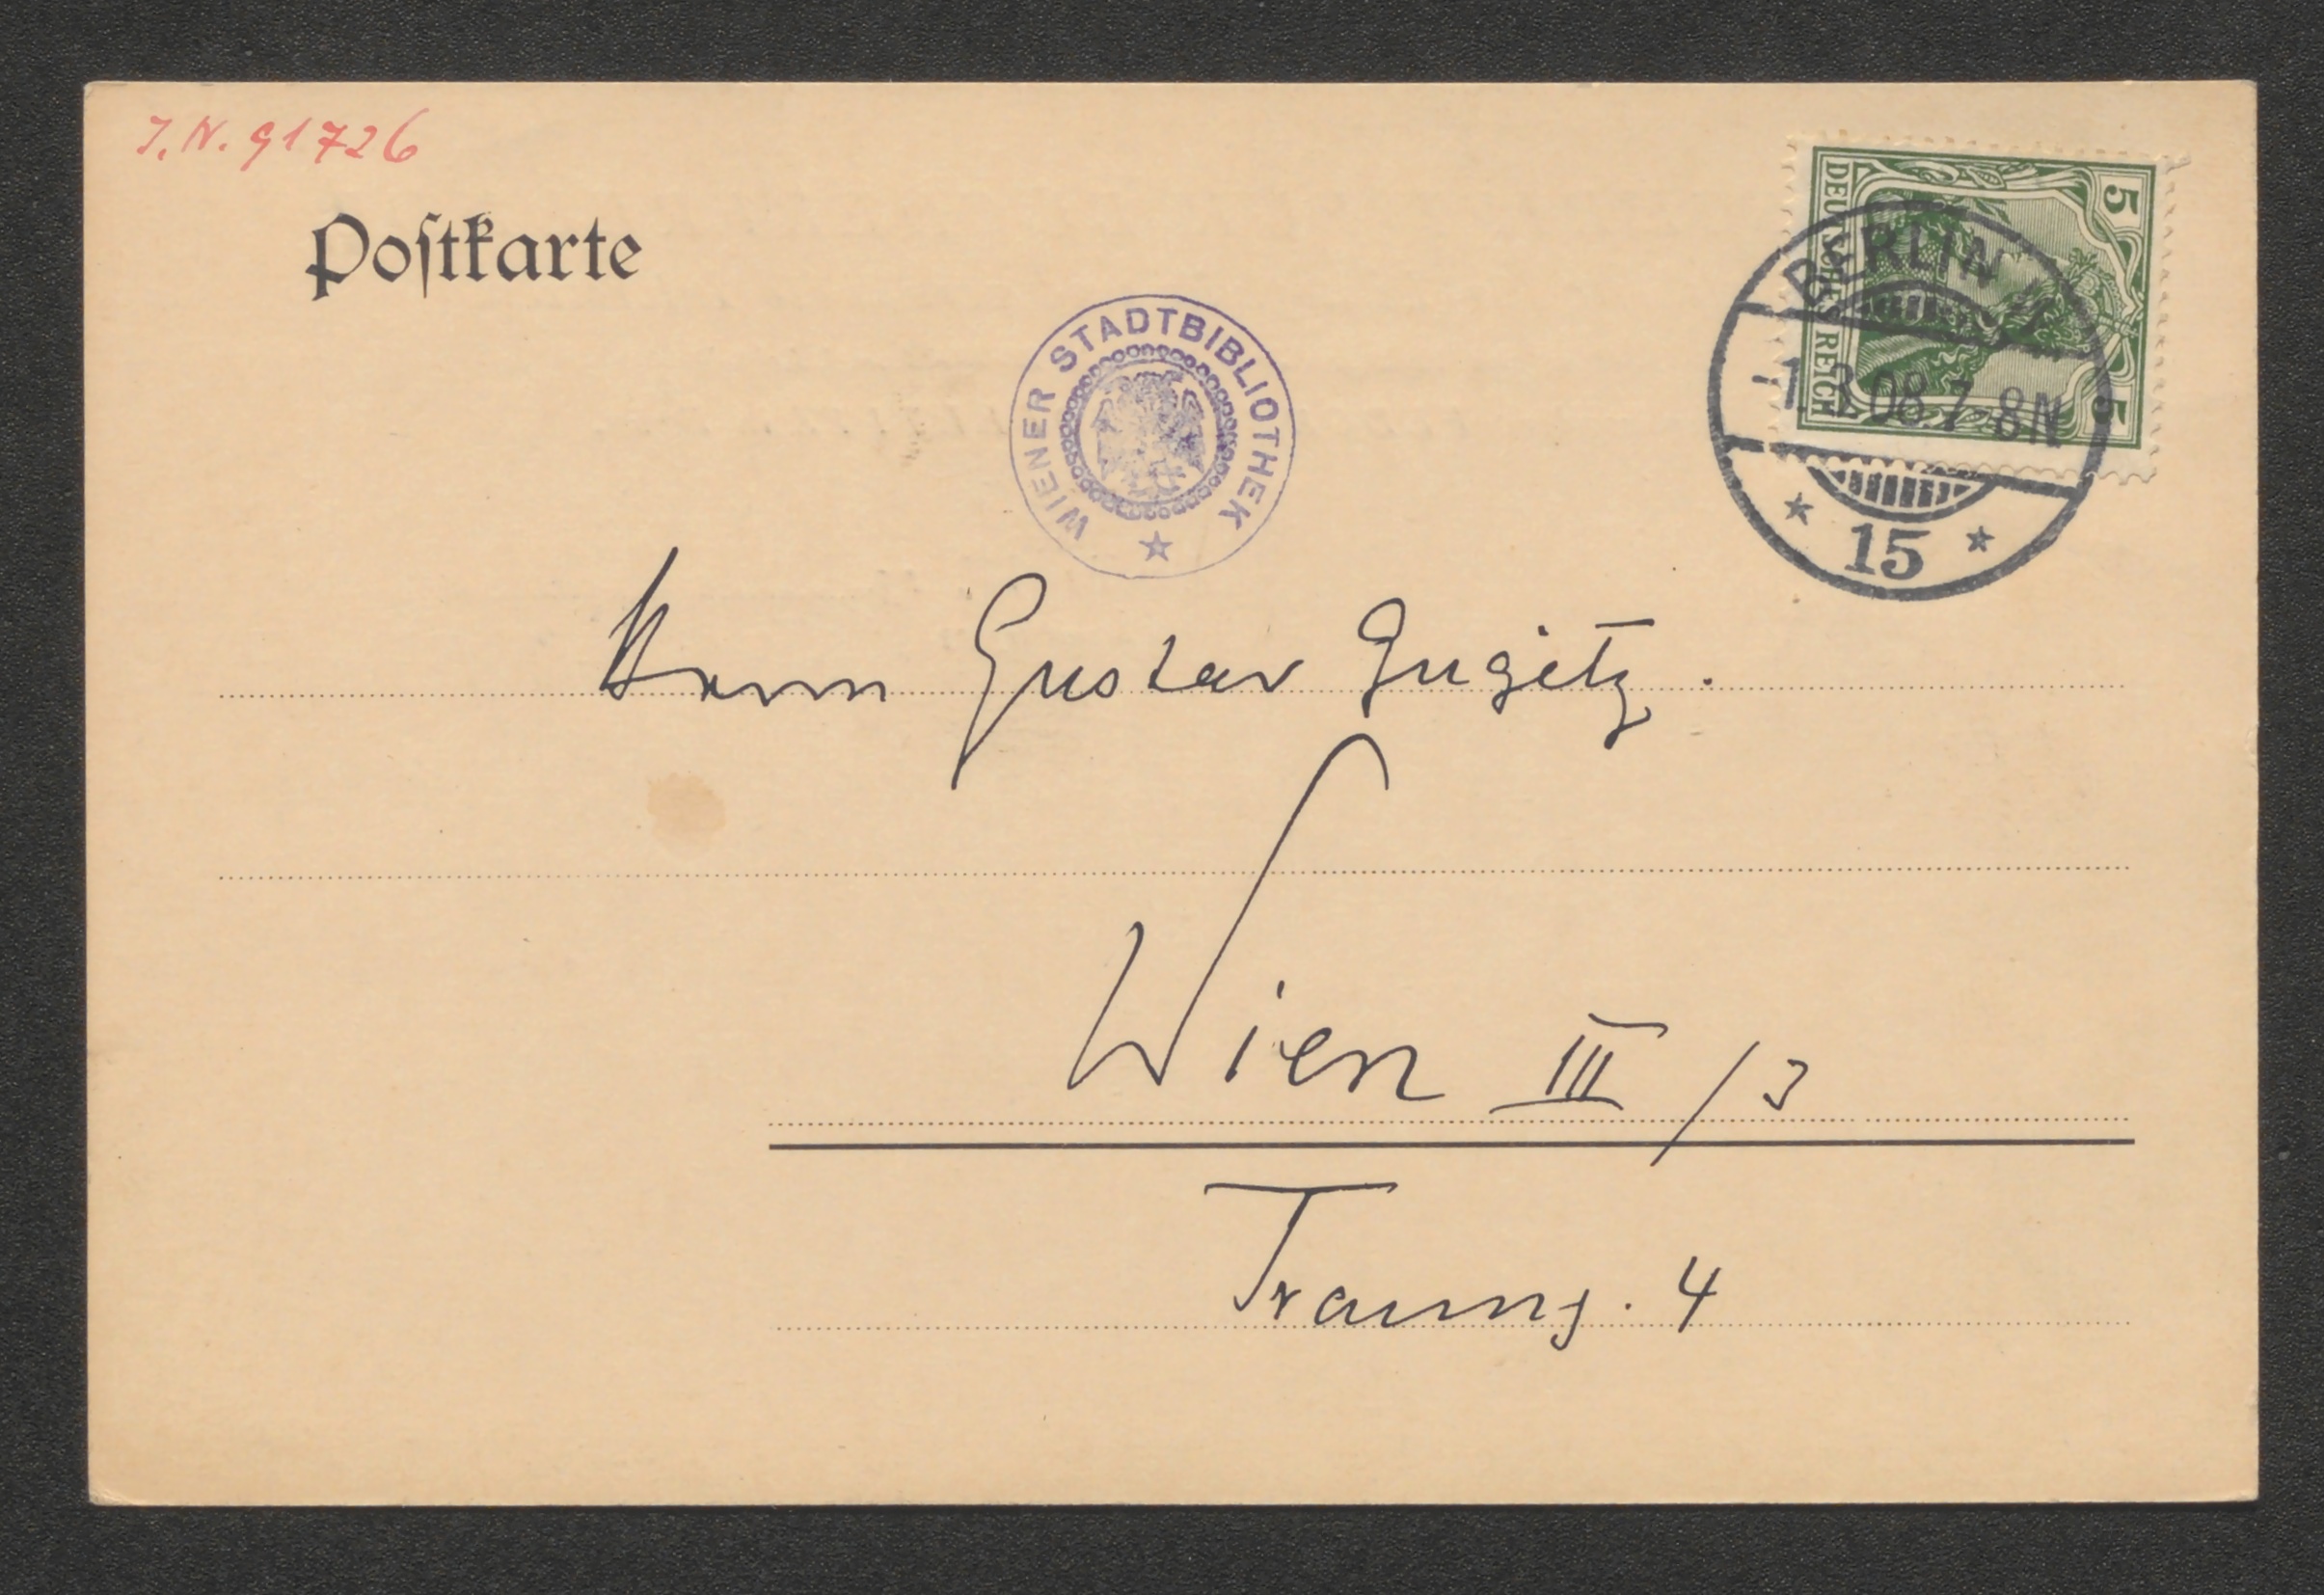 J.N. 91726
Postkarte
5 5
DEUTSCHES REICH
BERLIN W
-1.3.08.7-8N
* 15 *
WIENER STADTBIBLIOTHEK
Herrn Gustav Gugitz.
Wien III/3
Traung. 4